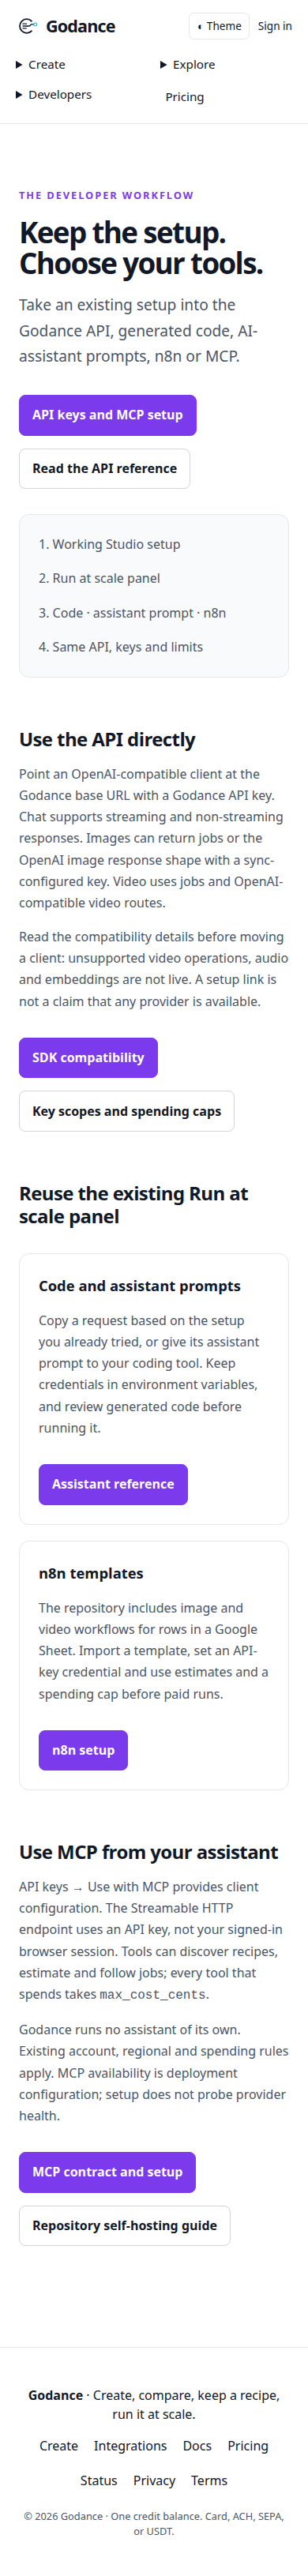 Godance
Theme
Sign in
Create
Explore
Developers
Pricing
THE DEVELOPER WORKFLOW
Keep the setup.
Choose your tools.
Take an existing setup into the
Godance API, generated code, AI-
assistant prompts, n8n or MCP.
API keys and MCP setup
Read the API reference
1. Working Studio setup
2. Run at scale panel
3. Code · assistant prompt · n8n
4. Same API, keys and limits
Use the API directly
Point an OpenAI-compatible client at the
Godance base URL with a Godance API key.
Chat supports streaming and non-streaming
responses. Images can return jobs or the
OpenAI image response shape with a sync-
configured key. Video uses jobs and OpenAI-
compatible video routes.
Read the compatibility details before moving
a client: unsupported video operations, audio
and embeddings are not live. A setup link is
not a claim that any provider is available.
SDK compatibility
Key scopes and spending caps
Reuse the existing Run at
scale panel
Code and assistant prompts
Copy a request based on the setup
you already tried, or give its assistant
prompt to your coding tool. Keep
credentials in environment variables,
and review generated code before
running it.
Assistant reference
n8n templates
The repository includes image and
video workflows for rows in a Google
Sheet. Import a template, set an API-
key credential and use estimates and a
spending cap before paid runs.
n8n setup
Use MCP from your assistant
API keys → Use with MCP provides client
configuration. The Streamable HTTP
endpoint uses an API key, not your signed-in
browser session. Tools can discover recipes,
estimate and follow jobs; every tool that
spends takes max_cost_cents.
Godance runs no assistant of its own.
Existing account, regional and spending rules
apply. MCP availability is deployment
configuration; setup does not probe provider
health.
MCP contract and setup
Repository self-hosting guide
Godance · Create, compare, keep a recipe,
run it at scale.
Create Integrations Docs Pricing
Status Privacy Terms
© 2026 Godance · One credit balance. Card, ACH, SEPA,
or USDT.